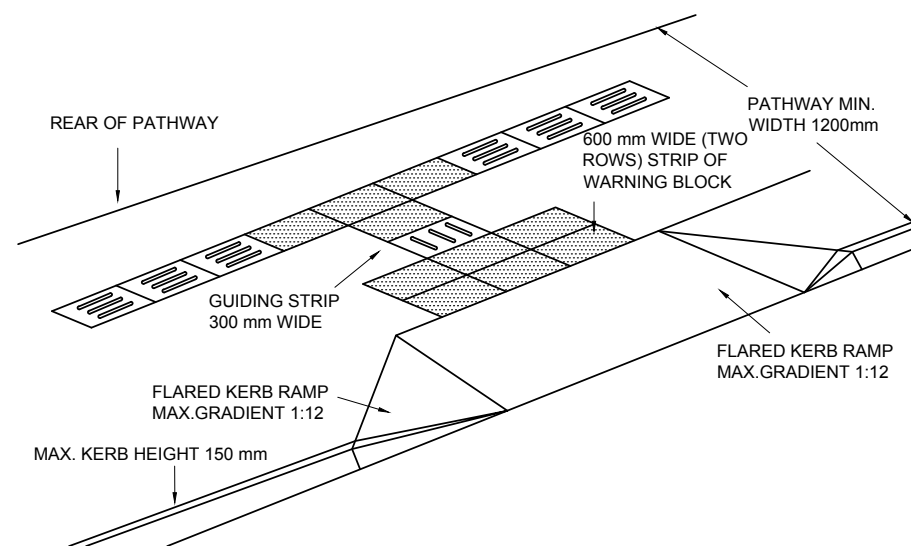 REAR OF PATHWAY
PATHWAY MIN.
WIDTH 1200mm
600 mm WIDE (TWO
ROWS) STRIP OF
WARNING BLOCK
GUIDING STRIP
300 mm WIDE
FLARED KERB RAMP
MAX.GRADIENT 1:12
FLARED KERB RAMP
MAX.GRADIENT 1:12
MAX. KERB HEIGHT 150 mm